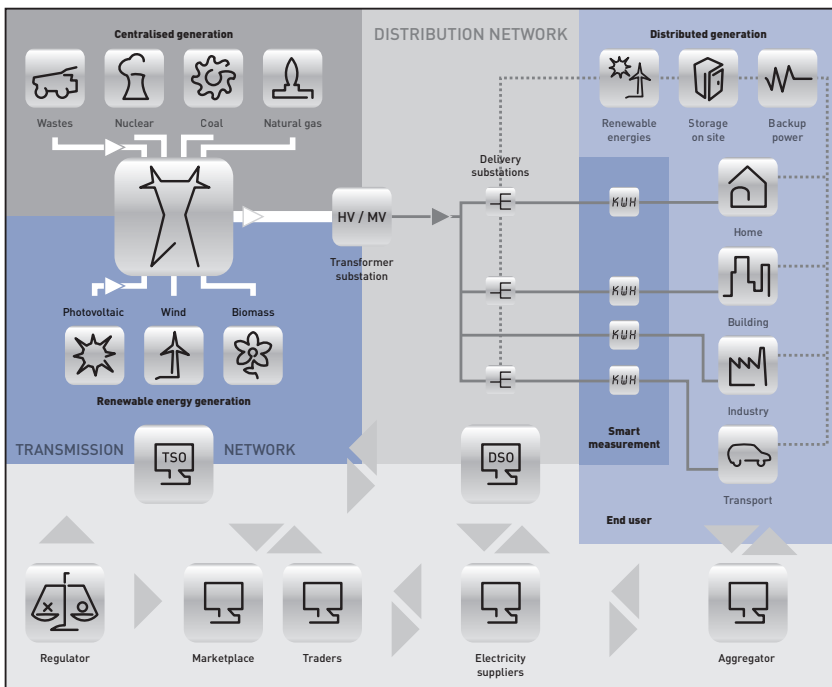 Centralised generation
DISTRIBUTION NETWORK
Distributed generation
Wastes
Nuclear
Coal
Natural gas
Renewable
energies
Storage
on site
Backup
power
Delivery
substations
HV / MV
Transformer
substation
KWH
Home
Photovoltaic
Wind
Biomass
KWH
Building
KWH
Renewable energy generation
KWH
Industry
TRANSMISSION
NETWORK
TSO
DSO
Smart
measurement
Transport
End user
Regulator
Marketplace
Traders
Electricity
suppliers
Aggregator